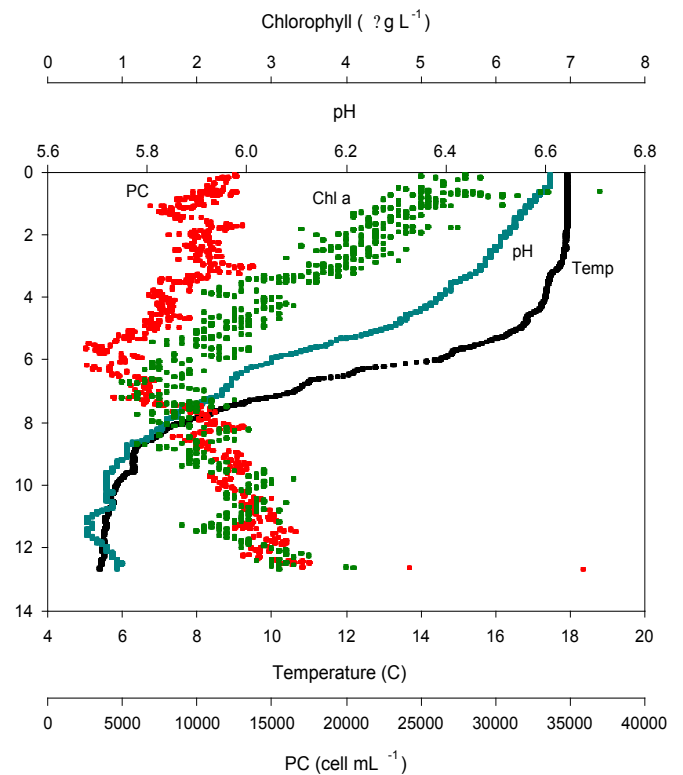 Chlorophyll ( ?g L-1)
0 1 2 3 4 5 6 7 8
pH
5.6 5.8 6.0 6.2 6.4 6.6 6.8
0
PC
Chl a
2
pH
Temp
4
6
8
10
12
14
4 6 8 10 12 14 16 18 20
Temperature (C)
0 5000 10000 15000 20000 25000 30000 35000 40000
PC (cell mL -1)